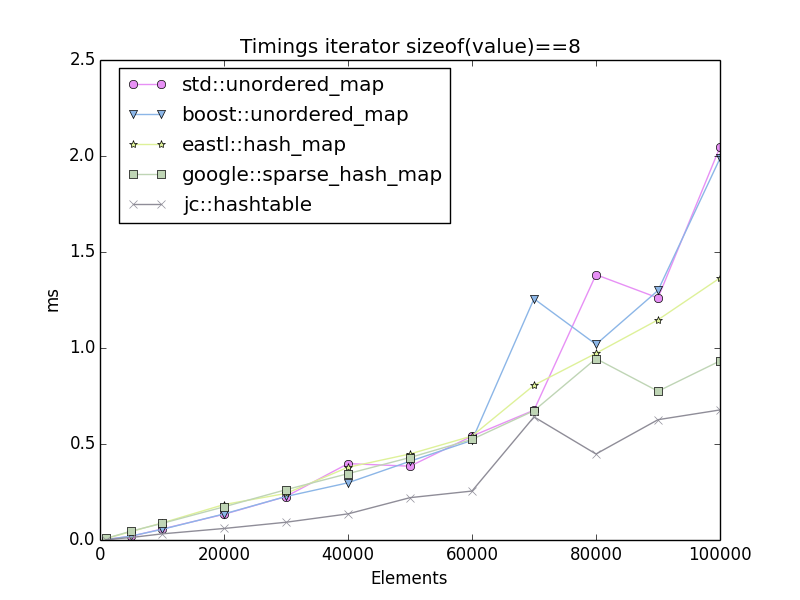 Timings iterator sizeof(value)==8
2.5
2.0
1.5
1.0
0.5
0.0
ms
std::unordered_map
boost::unordered_map
eastl::hash_map
google::sparse_hash_map
jc::hashtable
0 20000 40000 60000 80000 100000
Elements